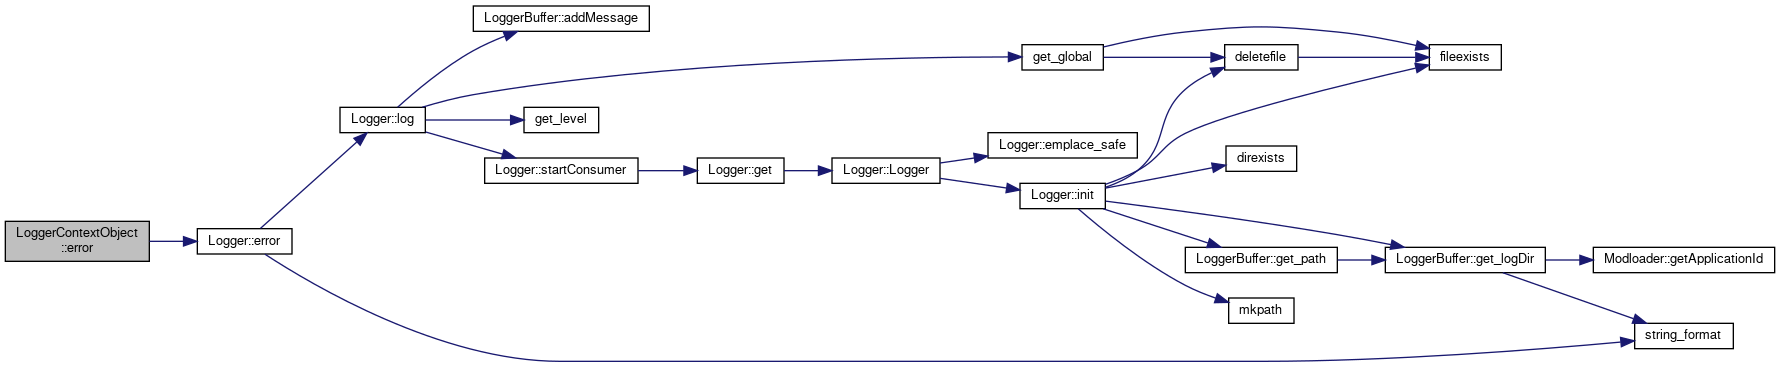 LoggerBuffer::addMessage
get_global
deletefile
fileexists
Logger::log
get_level
Logger::emplace_safe
direxists
Logger::startConsumer
Logger::get
Logger::Logger
Logger::init
LoggerContextObject
::error
Logger::error
LoggerBuffer::get_path
LoggerBuffer::get_logDir
Modloader::getApplicationId
mkpath
string_format